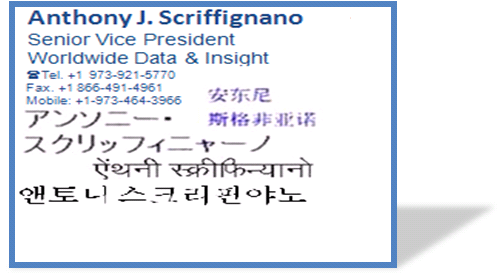 Anthony J. Scriffignano
Senior Vice President
Worldwide Data & Insight
☎Tel. +1 973-921-5770
Fax. +1 866-491-4961
Mobile: +1-973-464-3966
安东尼
斯格非亚诺
アンソニー・
スクリッフィニャーノ
ऐंथनी स्क्रीफिन्यानो
앤토니 스크리핀야노